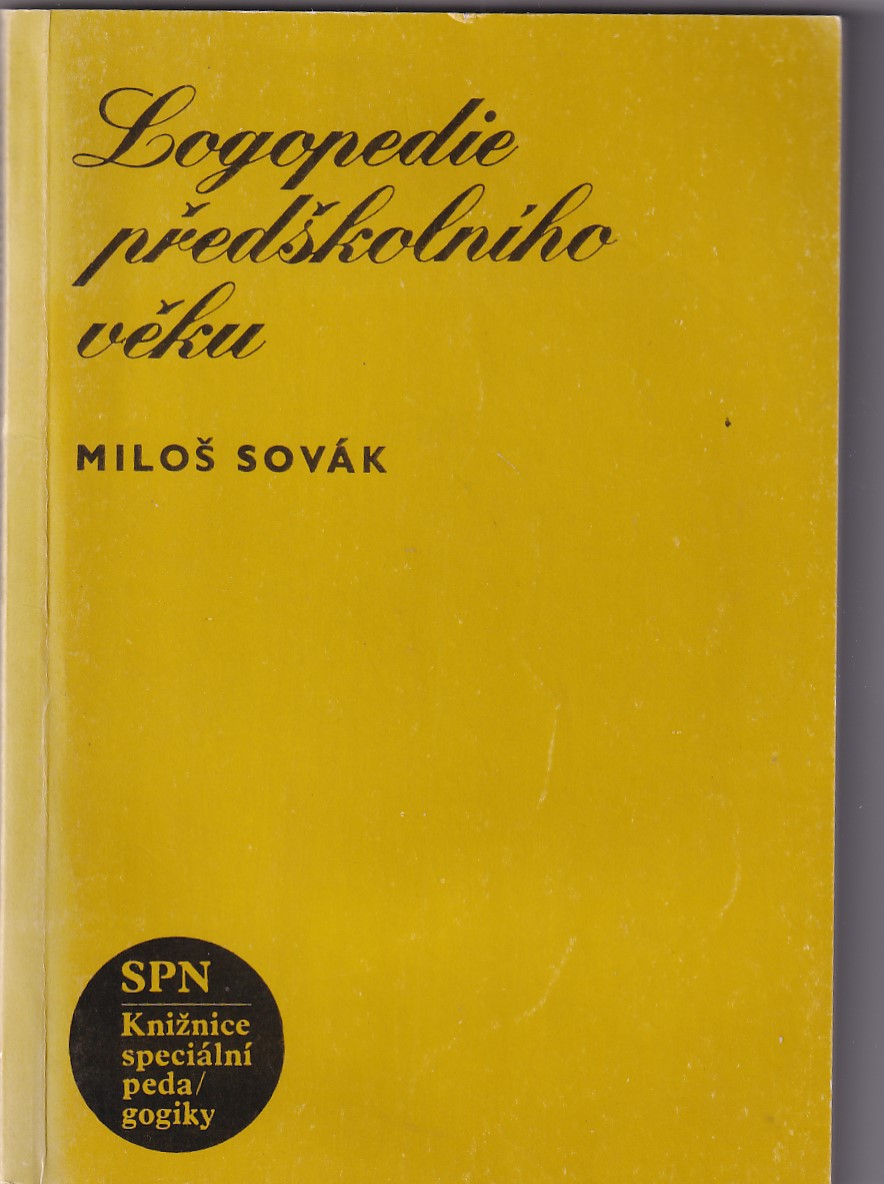 Logopedie
předškolního
věku
MILOŠ SOVÁK
SPN
Knižnice
speciální
peda/
gogiky